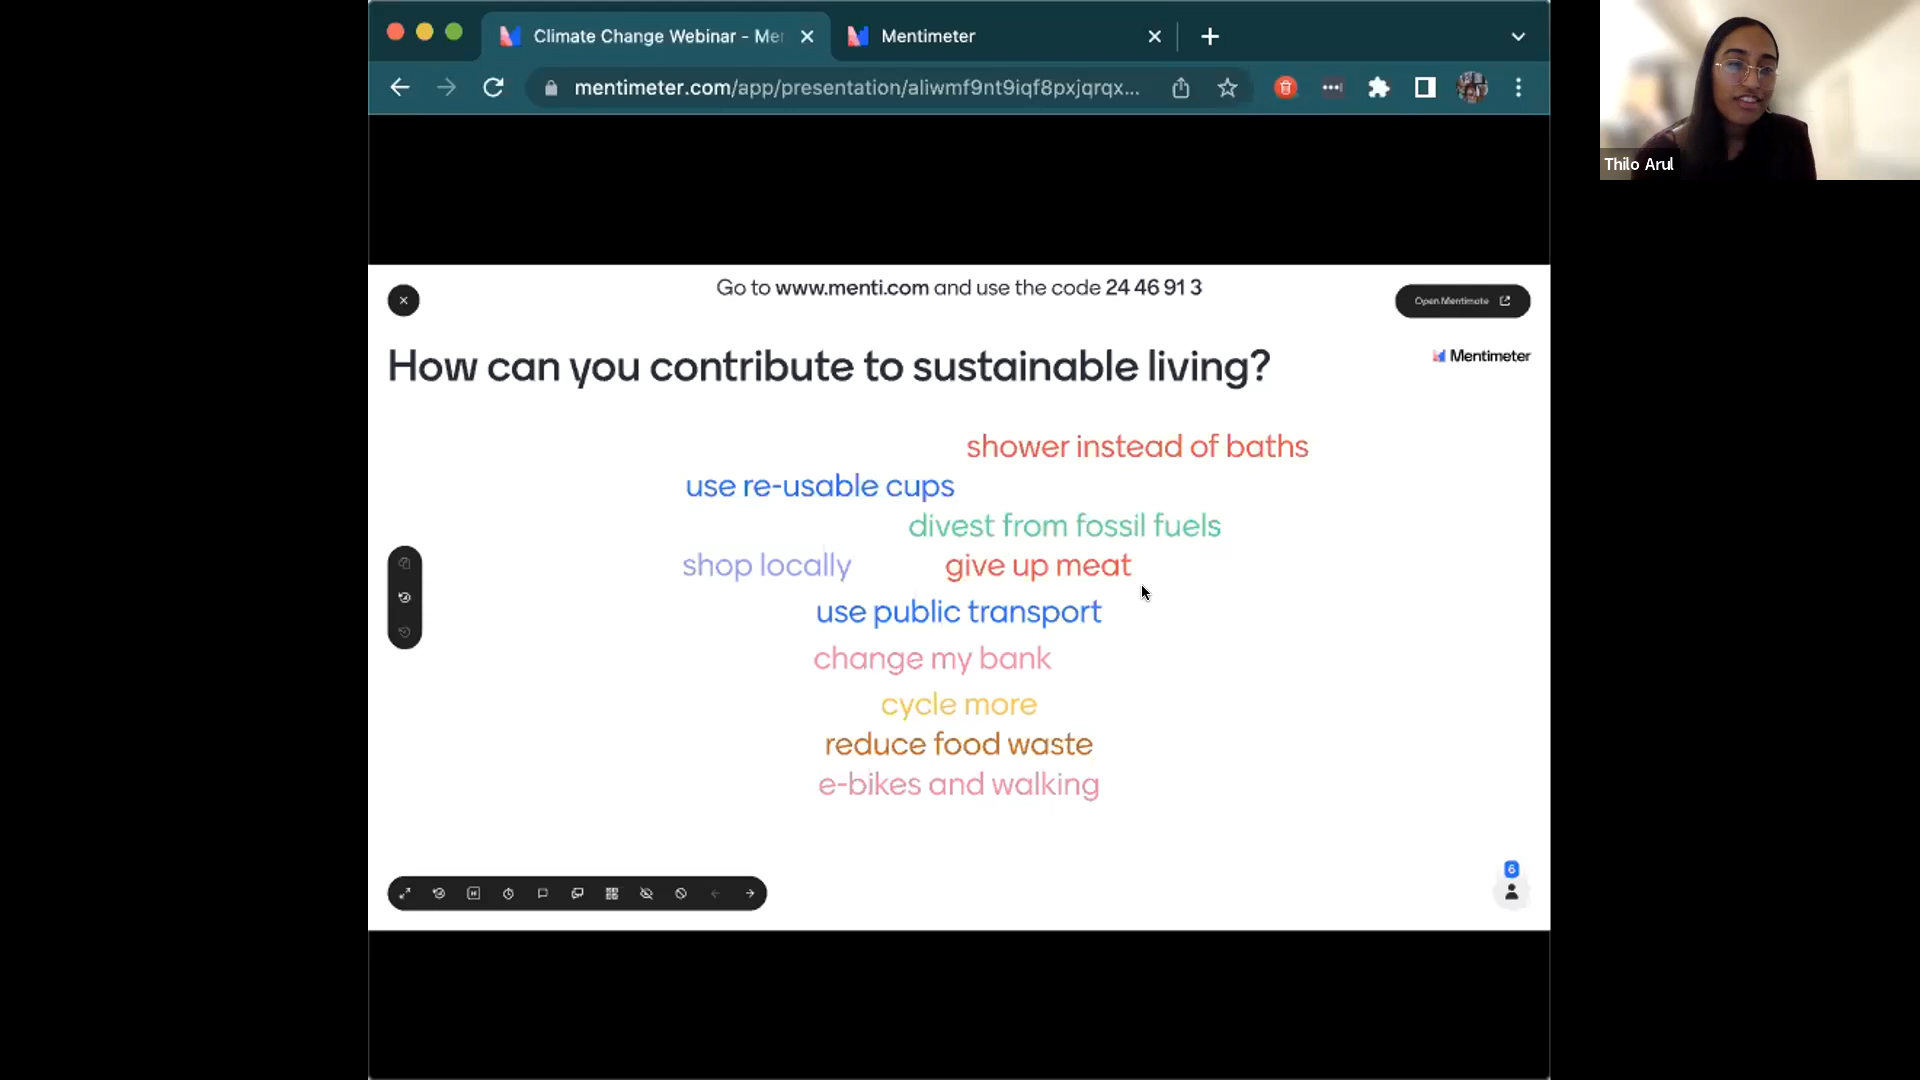 Climate Change Webinar - Me
Mentimeter
mentimeter.com/app/presentation/aliwmf9nt9iqf8pxjqrqx...
Thilo Arul
Go to www.menti.com and use the code 24 46 91 3
Open Mentimote
How can you contribute to sustainable living?
Mentimeter
shower instead of baths
use re-usable cups
divest from fossil fuels
shop locally
give up meat
use public transport
change my bank
cycle more
reduce food waste
e-bikes and walking
6